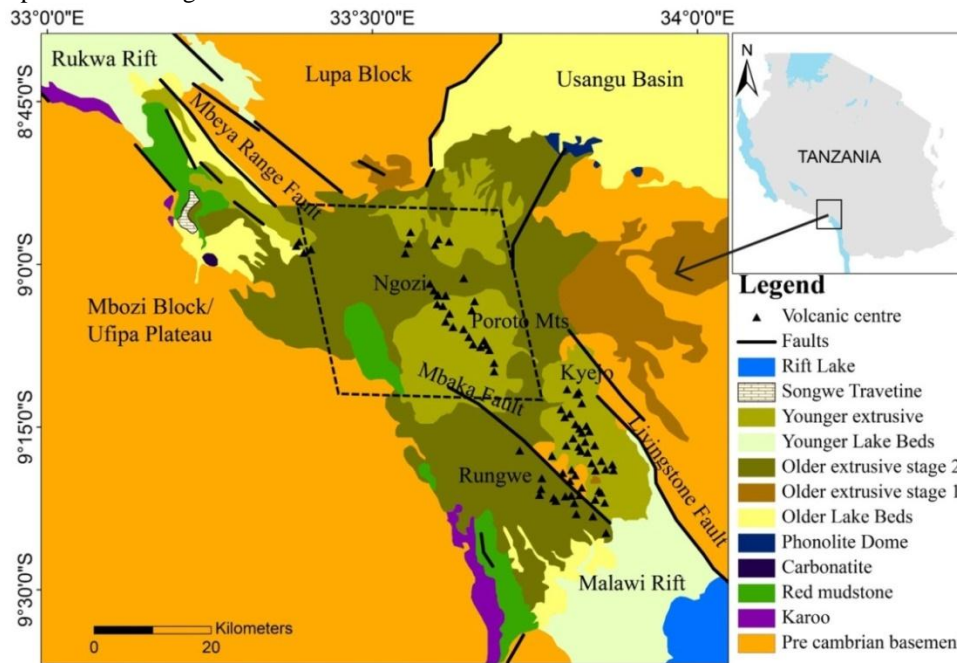 33°0'0"E
33°30'0"E
34°0'0"E
8°45'0"S
9°0'0"S
9°15'0"S
9°30'0"S
Rukwa Rift
Lupa Block
Usangu Basin
Mbeya Range Fault
Ngozi
Mbozi Block/
Ufipa Plateau
Poroto Mts
Kyejo
Mbaka Fault
Livingstone Fault
Rungwe
Malawi Rift
Kilometers
0
20
N
TANZANIA
Legend
Volcanic centre
Faults
Rift Lake
Songwe Travetine
Younger extrusive
Younger Lake Beds
Older extrusive stage 2
Older extrusive stage 1
Older Lake Beds
Phonolite Dome
Carbonatite
Red mudstone
Karoo
Pre cambrian basemen